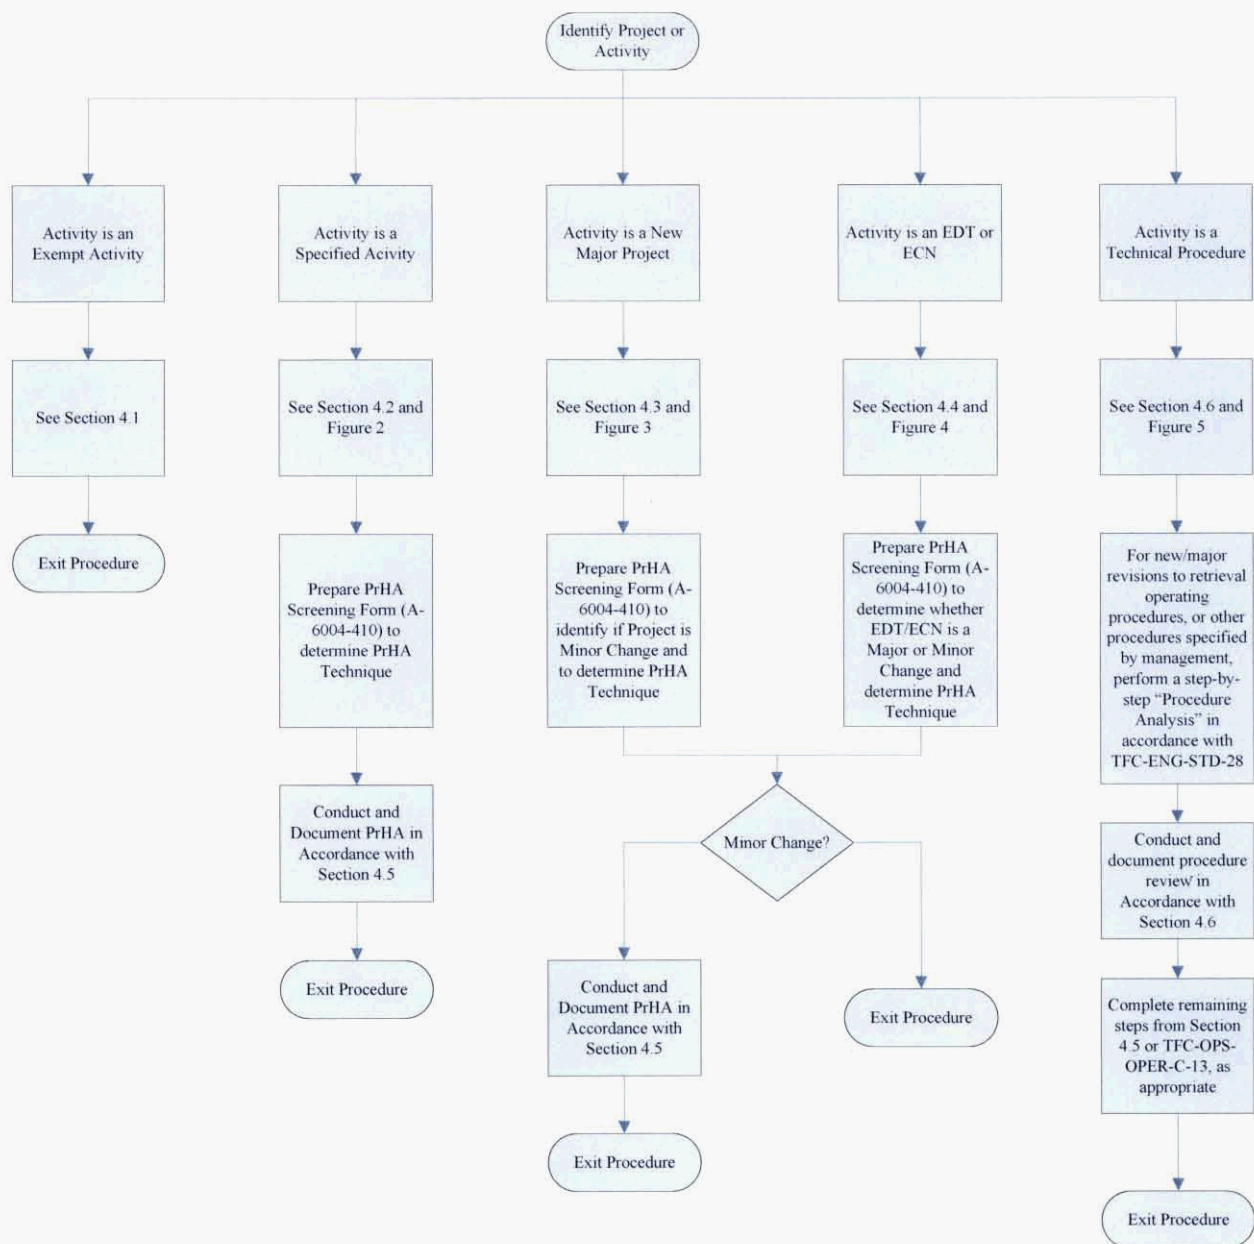 Identify Project or
Activity
Activity is an
Exempt Activity
Activity is a
Specified Acivity
Activity is a New
Major Project
Activity is an EDT or
ECN
Activity is a
Technical Procedure
See Section 4.1
See Section 4.2 and
Figure 2
See Section 4.3 and
Figure 3
See Section 4.4 and
Figure 4
See Section 4.6 and
Figure 5
Exit Procedure
Prepare PrHA
Screening Form (A-
6004-410) to
determine PrHA
Technique
Prepare PrHA
Screening Form (A-
6004-410) to
identify if Project is
Minor Change and
to determine PrHA
Technique
Prepare PrHA
Screening Form (A-
6004-410) to
determine whether
EDT/ECN is a
Major or Minor
Change and
determine PrHA
Technique
For new/major
revisions to retrieval
operating
procedures, or other
procedures specified
by management,
perform a step-by-
step “Procedure
Analysis” in
accordance with
TFC-ENG-STD-28
Conduct and
Document PrHA in
Accordance with
Section 4.5
Minor Change?
Conduct and
document procedure
review in
Accordance with
Section 4.6
Exit Procedure
Conduct and
Document PrHA in
Accordance with
Section 4.5
Exit Procedure
Complete remaining
steps from Section
4.5 or TFC-OPS-
OPER-C-13, as
appropriate
Exit Procedure
Exit Procedure